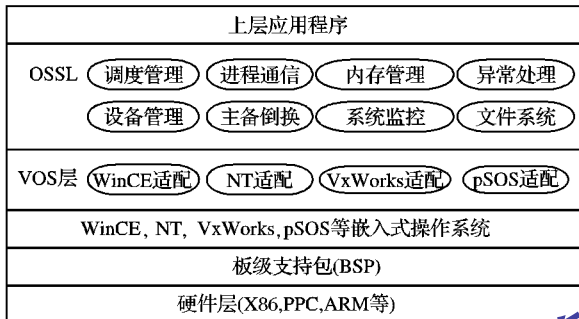 上层应用程序
OSSL 调度管理 进程通信 内存管理 异常处理
设备管理 主备倒换 系统监控 文件系统
VOS层 WinCE适配 NT适配 VxWorks适配 pSOS适配
WinCE, NT, VxWorks,pSOS等嵌入式操作系统
板级支持包(BSP)
硬件层(X86,PPC,ARM等)